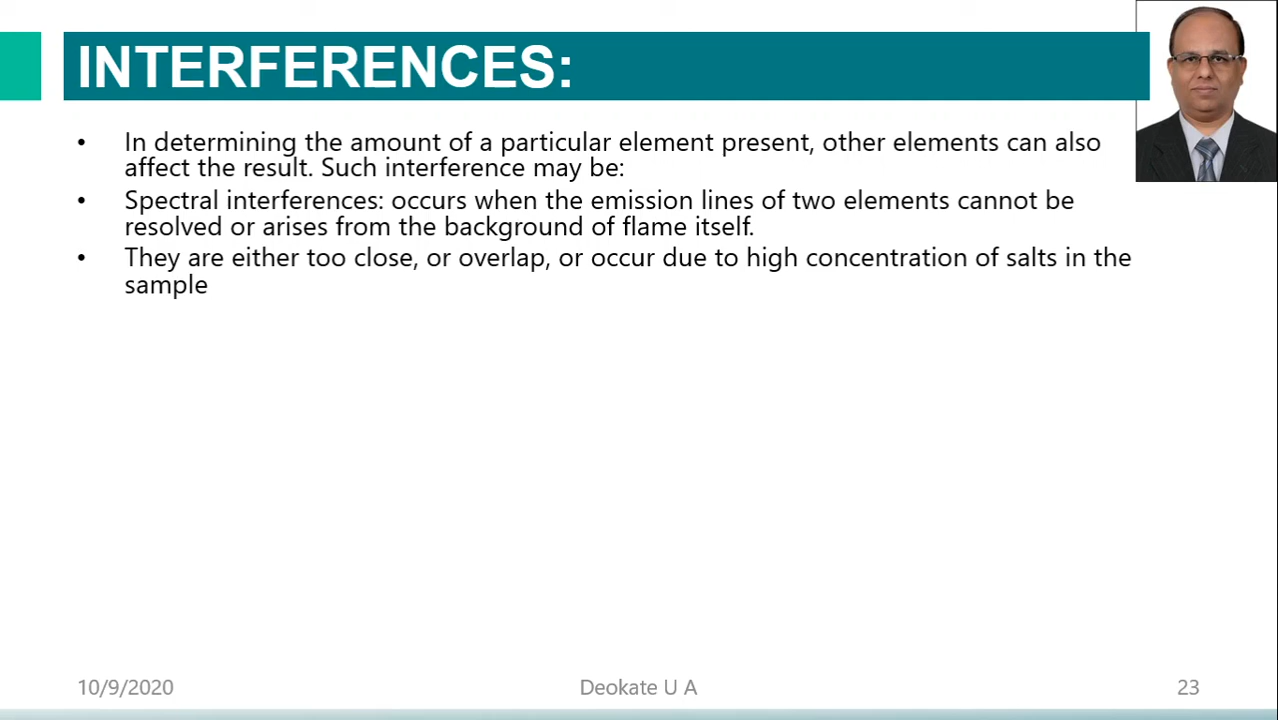 INTERFERENCES:
• In determining the amount of a particular element present, other elements can also
affect the result. Such interference may be:
• Spectral interferences: occurs when the emission lines of two elements cannot be
resolved or arises from the background of flame itself.
• They are either too close, or overlap, or occur due to high concentration of salts in the
sample
10/9/2020
Deokate U A
23